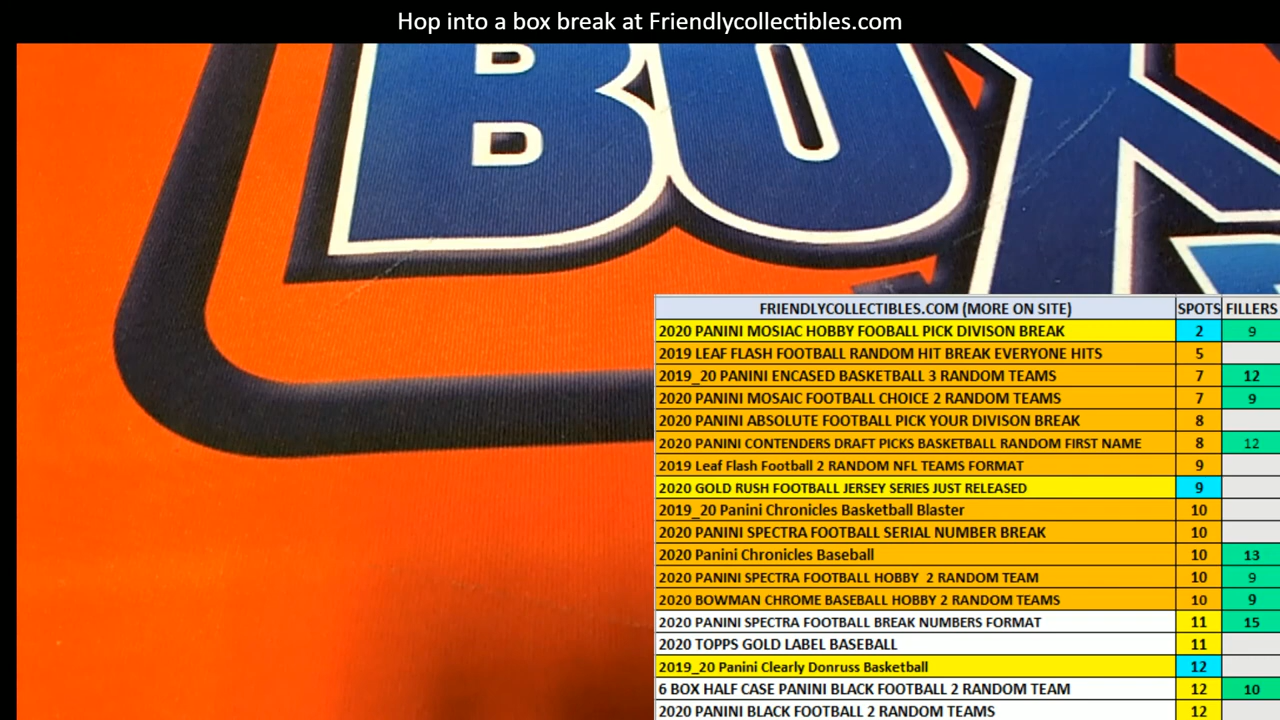 Hop into a box break at Friendlycollectibles.com
BOX
FRIENDLYCOLLECTIBLES.COM (MORE ON SITE) SPOTS FILLERS
2020 PANINI MOSIAC HOBBY FOOBALL PICK DIVISON BREAK 2 9
2019 LEAF FLASH FOOTBALL RANDOM HIT BREAK EVERYONE HITS 5
2019_20 PANINI ENCASED BASKETBALL 3 RANDOM TEAMS 7 12
2020 PANINI MOSAIC FOOTBALL CHOICE 2 RANDOM TEAMS 7 9
2020 PANINI ABSOLUTE FOOTBALL PICK YOUR DIVISON BREAK 8
2020 PANINI CONTENDERS DRAFT PICKS BASKETBALL RANDOM FIRST NAME 8 12
2019 Leaf Flash Football 2 RANDOM NFL TEAMS FORMAT 9
2020 GOLD RUSH FOOTBALL JERSEY SERIES JUST RELEASED 9
2019_20 Panini Chronicles Basketball Blaster 10
2020 PANINI SPECTRA FOOTBALL SERIAL NUMBER BREAK 10
2020 Panini Chronicles Baseball 10 13
2020 PANINI SPECTRA FOOTBALL HOBBY  2 RANDOM TEAM 10 9
2020 BOWMAN CHROME BASEBALL HOBBY 2 RANDOM TEAMS 10 9
2020 PANINI SPECTRA FOOTBALL BREAK NUMBERS FORMAT 11 15
2020 TOPPS GOLD LABEL BASEBALL 11
2019_20 Panini Clearly Donruss Basketball 12
6 BOX HALF CASE PANINI BLACK FOOTBALL 2 RANDOM TEAM 12 10
2020 PANINI BLACK FOOTBALL 2 RANDOM TEAMS 12